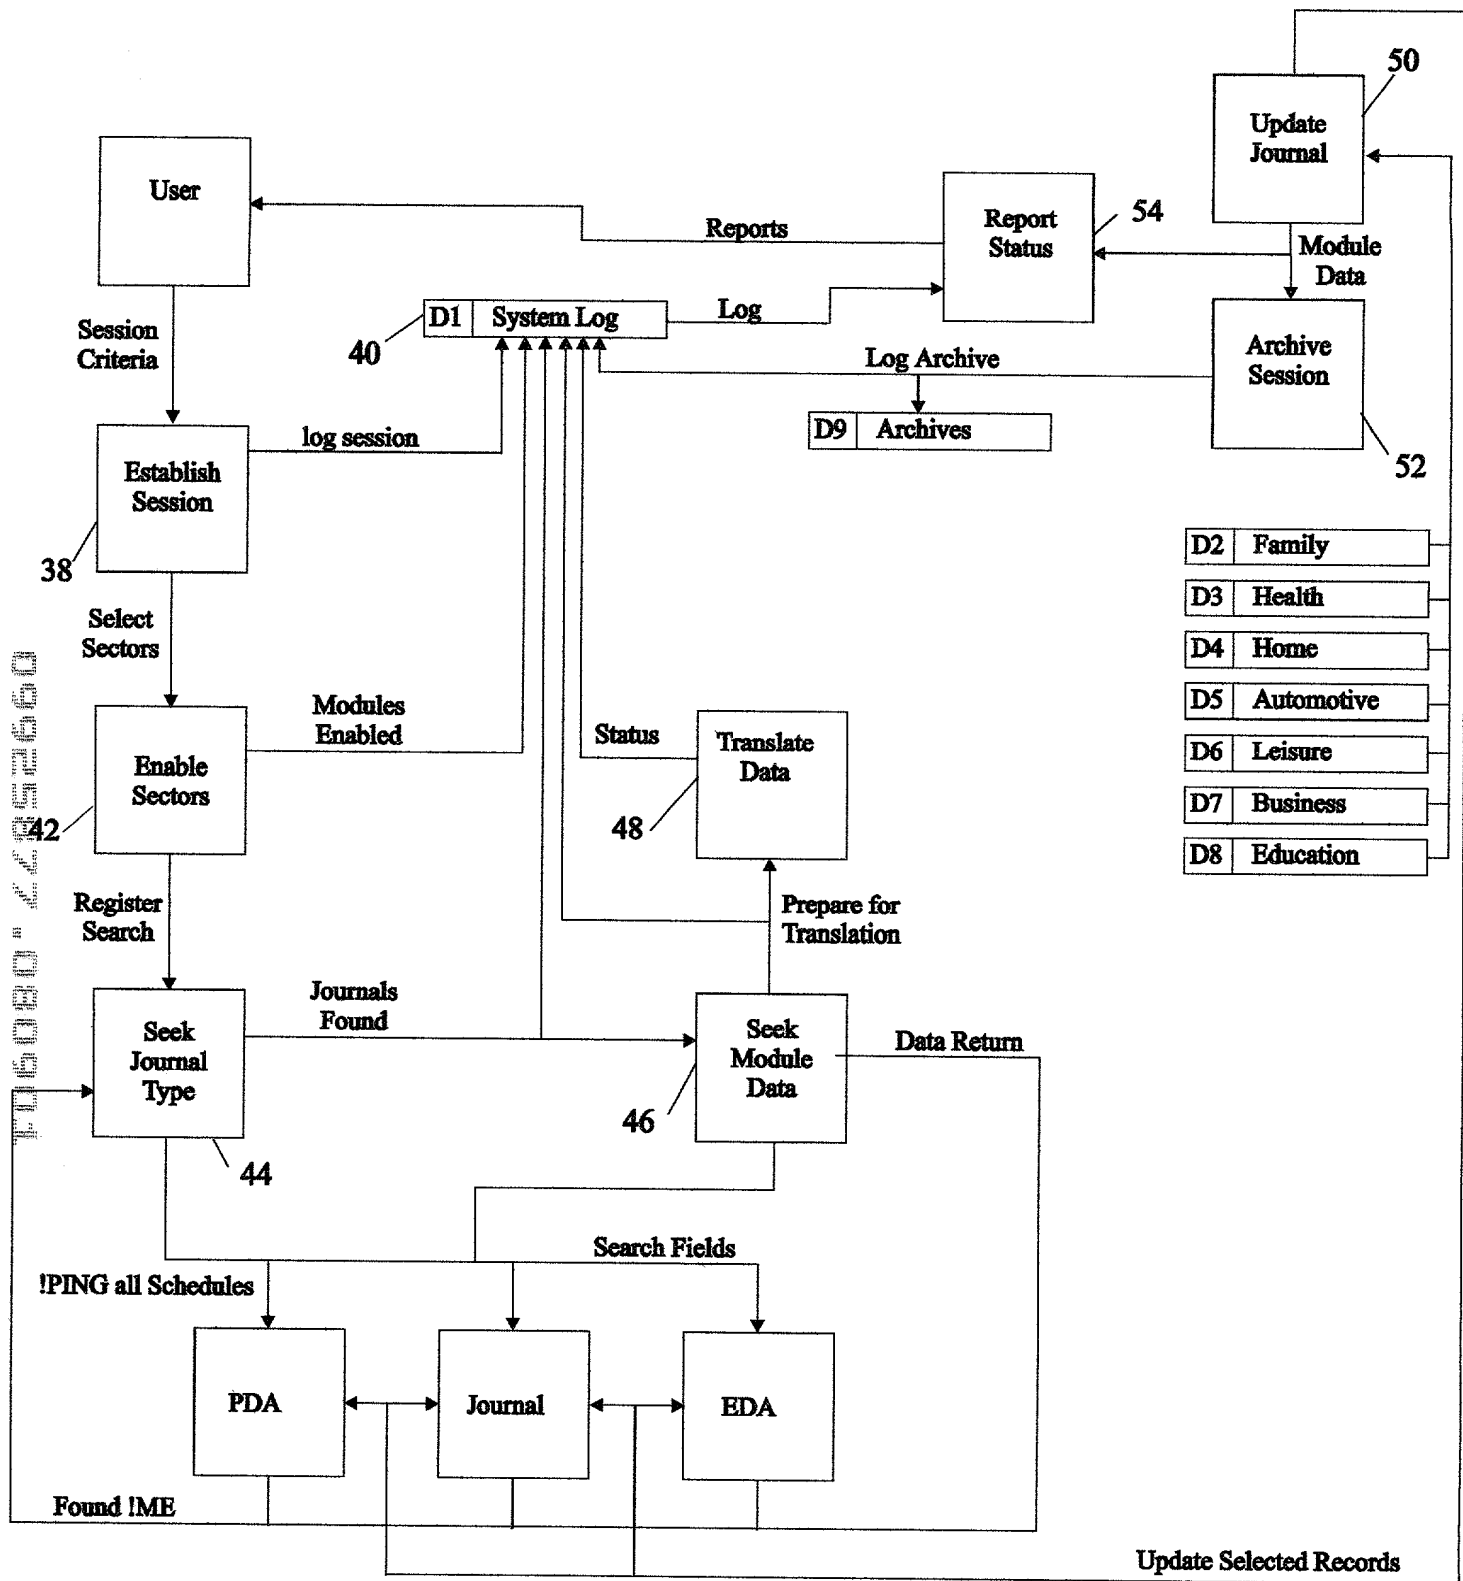 50
Update
Journal
User
Report
Status
54
Reports
Module
Data
D1 System Log
Log
40
Session
Criteria
Log Archive
Archive
Session
D9 Archives
log session
52
Establish
Session
38
D2 Family
D3 Health
D4 Home
D5 Automotive
D6 Leisure
D7 Business
D8 Education
Select
Sectors
Modules
Enabled
Status
Translate
Data
Enable
Sectors
42
48
Register
Search
Prepare for
Translation
Journals
Found
Seek
Journal
Type
Seek
Module
Data
Data Return
46
44
Search Fields
!PING all Schedules
PDA
Journal
EDA
Found !ME
Update Selected Records